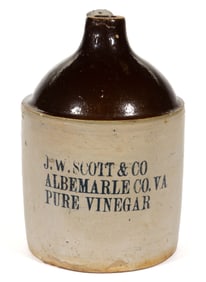 J.W. SCOTT & CO
ALBEMARLE CO. VA
PURE VINEGAR